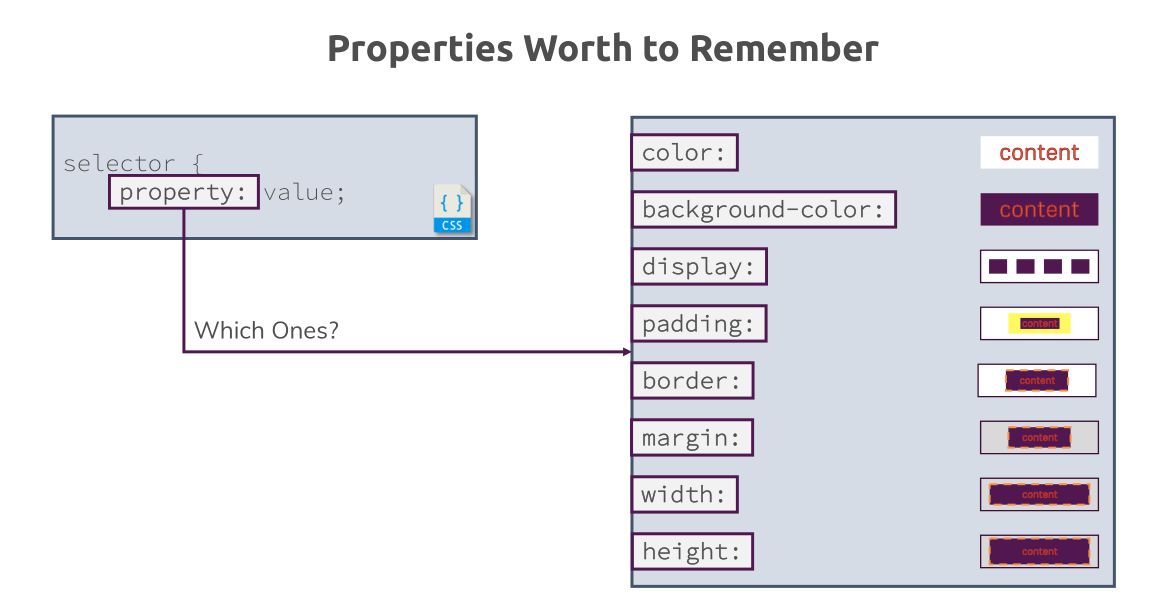 Properties Worth to Remember
selector {
property: value;
{ }
CSS
Which Ones?
color:
content
background-color:
content
display:
padding:
content
border:
content
margin:
content
width:
content
height:
content